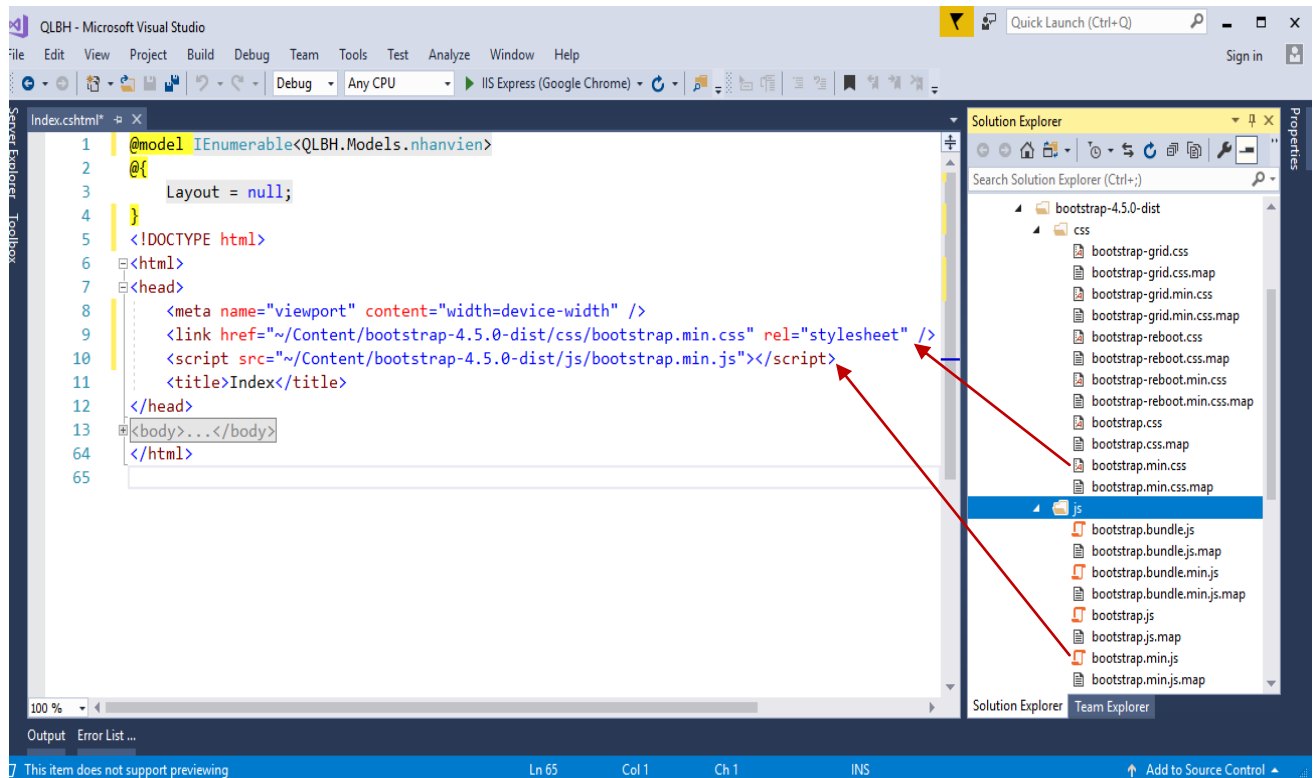 QLBH - Microsoft Visual Studio
Quick Launch (Ctrl+Q)
File Edit View Project Build Debug Team Tools Test Analyze Window Help
Sign in
Debug Any CPU IIS Express (Google Chrome)
Server Explorer
Toolbox
Index.cshtml*
1 @model IEnumerable<QLBH.Models.nhanvien>
2 @{
3 Layout = null;
4 }
5 <!DOCTYPE html>
6 <html>
7 <head>
8 <meta name="viewport" content="width=device-width" />
9 <link href="~/Content/bootstrap-4.5.0-dist/css/bootstrap.min.css" rel="stylesheet" />
10 <script src="~/Content/bootstrap-4.5.0-dist/js/bootstrap.min.js"></script>
11 <title>Index</title>
12 </head>
13 <body>...</body>
64 </html>
65
100 %
Solution Explorer
Search Solution Explorer (Ctrl+;)
bootstrap-4.5.0-dist
css
bootstrap-grid.css
bootstrap-grid.css.map
bootstrap-grid.min.css
bootstrap-grid.min.css.map
bootstrap-reboot.css
bootstrap-reboot.css.map
bootstrap-reboot.min.css
bootstrap-reboot.min.css.map
bootstrap.css
bootstrap.css.map
bootstrap.min.css
bootstrap.min.css.map
js
bootstrap.bundle.js
bootstrap.bundle.js.map
bootstrap.bundle.min.js
bootstrap.bundle.min.js.map
bootstrap.js
bootstrap.js.map
bootstrap.min.js
bootstrap.min.js.map
Solution Explorer Team Explorer
Properties
Output Error List ...
This item does not support previewing Ln 65 Col 1 Ch 1 INS Add to Source Control